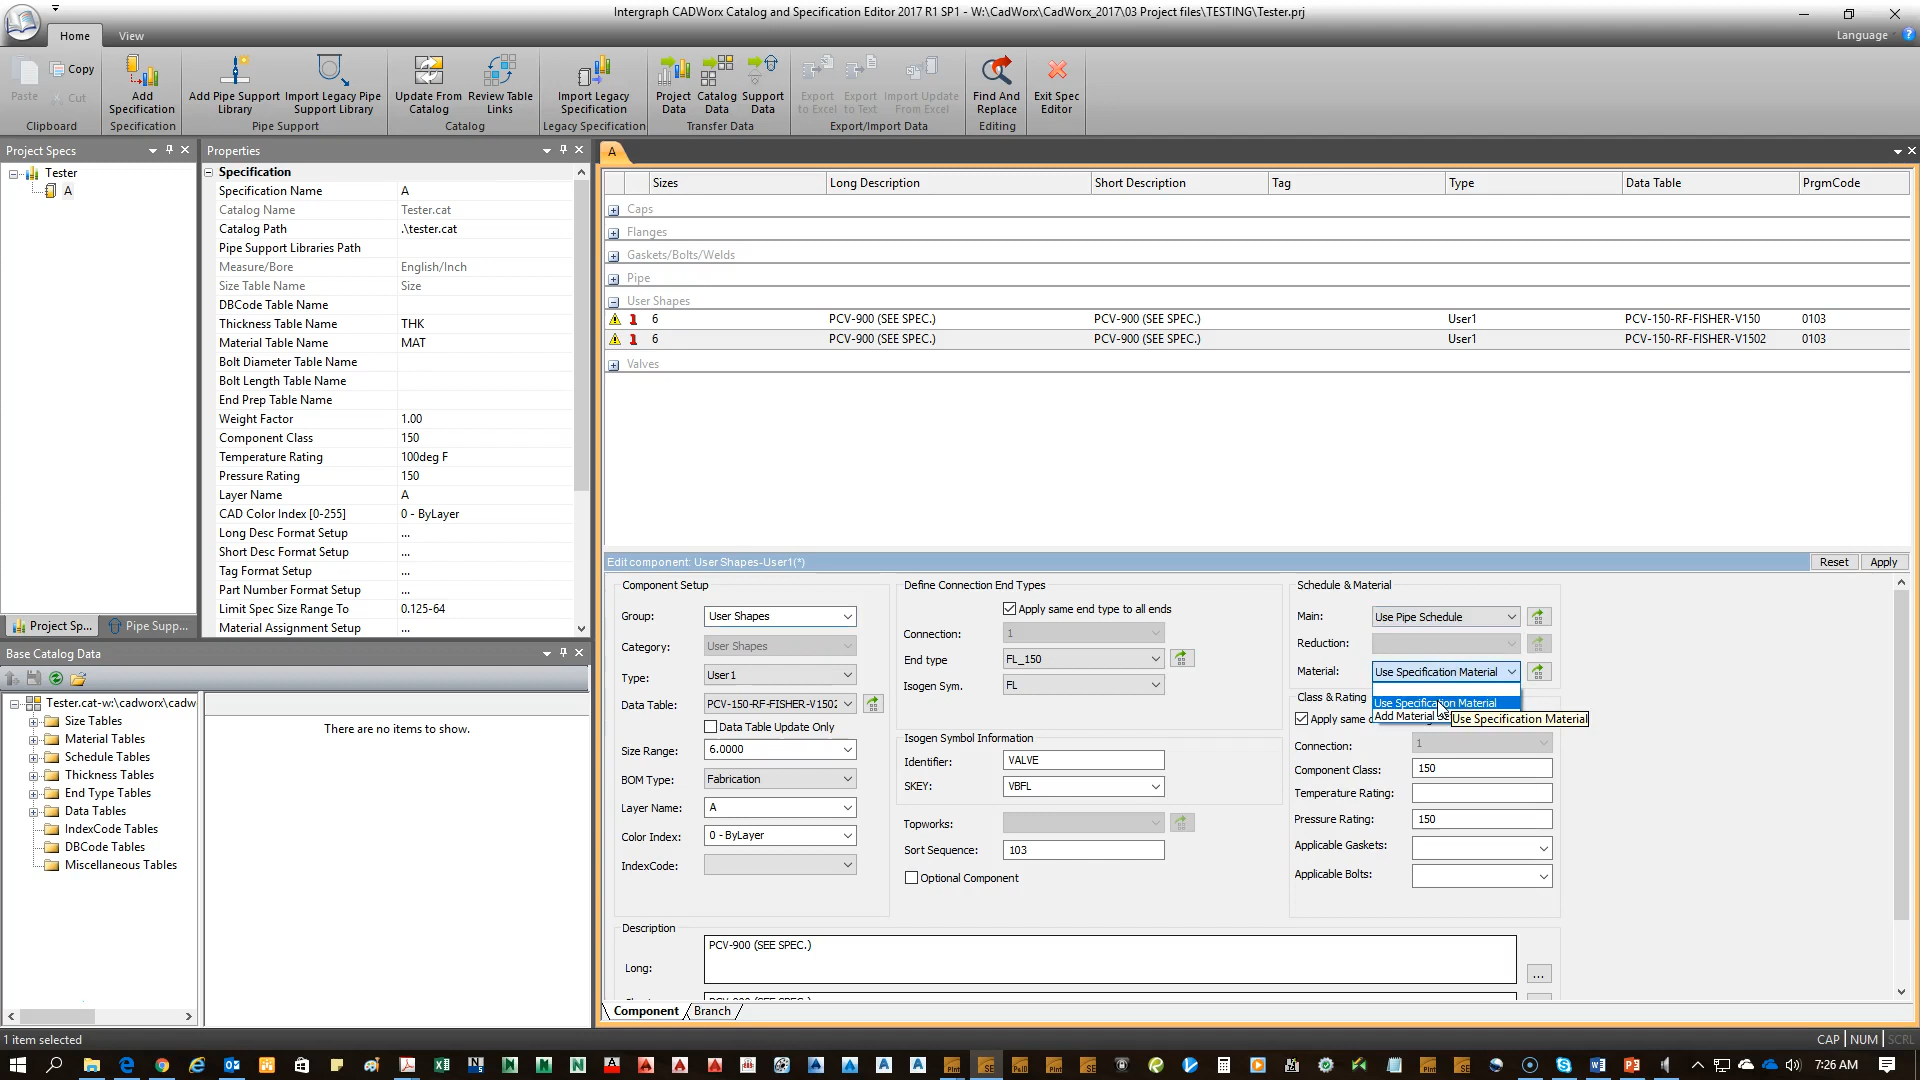 Intergraph CADWorx Catalog and Specification Editor 2017 R1 SP1 - W:\CadWorx\CadWorx_2017\03 Project files\TESTING\Tester.prj
Home
View
Language
Paste
Copy
Cut
Clipboard
Add Specification
Specification
Add Pipe Support Library
Import Legacy Pipe Support Library
Pipe Support
Update From Catalog
Review Table Links
Catalog
Import Legacy Specification
Legacy Specification
Project Data
Catalog Data
Support Data
Transfer Data
Export to Excel
Export to Text
Import Update From Excel
Export/Import Data
Find And Replace
Editing
Exit Spec Editor
Project Specs
Tester
A
Project Sp...
Pipe Supp...
Properties
Specification
Specification Name A
Catalog Name Tester.cat
Catalog Path .\tester.cat
Pipe Support Libraries Path
Measure/Bore English/Inch
Size Table Name Size
DBCode Table Name
Thickness Table Name THK
Material Table Name MAT
Bolt Diameter Table Name
Bolt Length Table Name
End Prep Table Name
Weight Factor 1.00
Component Class 150
Temperature Rating 100deg F
Pressure Rating 150
Layer Name A
CAD Color Index [0-255] 0 - ByLayer
Long Desc Format Setup ...
Short Desc Format Setup ...
Tag Format Setup ...
Part Number Format Setup ...
Limit Spec Size Range To 0.125-64
Material Assignment Setup ...
Base Catalog Data
Tester.cat-w:\cadworx\cadw
Size Tables
Material Tables
Schedule Tables
Thickness Tables
End Type Tables
Data Tables
IndexCode Tables
DBCode Tables
Miscellaneous Tables
There are no items to show.
A
Sizes Long Description Short Description Tag Type Data Table PrgmCode
Caps
Flanges
Gaskets/Bolts/Welds
Pipe
User Shapes
1 6 PCV-900 (SEE SPEC.) PCV-900 (SEE SPEC.) User1 PCV-150-RF-FISHER-V150 0103
1 6 PCV-900 (SEE SPEC.) PCV-900 (SEE SPEC.) User1 PCV-150-RF-FISHER-V1502 0103
Valves
Edit component: User Shapes-User1(*)
Reset
Apply
Component Setup
Group: User Shapes
Category: User Shapes
Type: User1
Data Table: PCV-150-RF-FISHER-V1502
Data Table Update Only
Size Range: 6.0000
BOM Type: Fabrication
Layer Name: A
Color Index: 0 - ByLayer
IndexCode:
Define Connection End Types
Apply same end type to all ends
Connection: 1
End type FL_150
Isogen Sym. FL
Isogen Symbol Information
Identifier: VALVE
SKEY: VBFL
Topworks:
Sort Sequence: 103
Optional Component
Schedule & Material
Main: Use Pipe Schedule
Reduction:
Material: Use Specification Material
Use Specification Material
Add Material
Use Specification Material
Class & Rating
Apply same
Connection: 1
Component Class: 150
Temperature Rating:
Pressure Rating: 150
Applicable Gaskets:
Applicable Bolts:
Description
Long: PCV-900 (SEE SPEC.)
...
Component
Branch
1 item selected
CAP NUM SCRL
7:26 AM